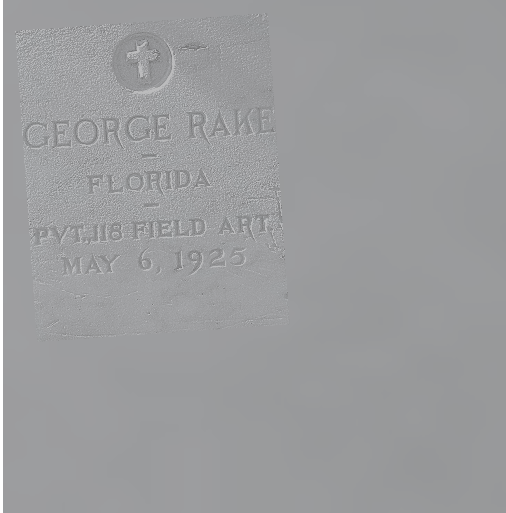 GEORGE RAKE
FLORIDA
PVT. 118 FIELD ART.
MAY 6, 1925